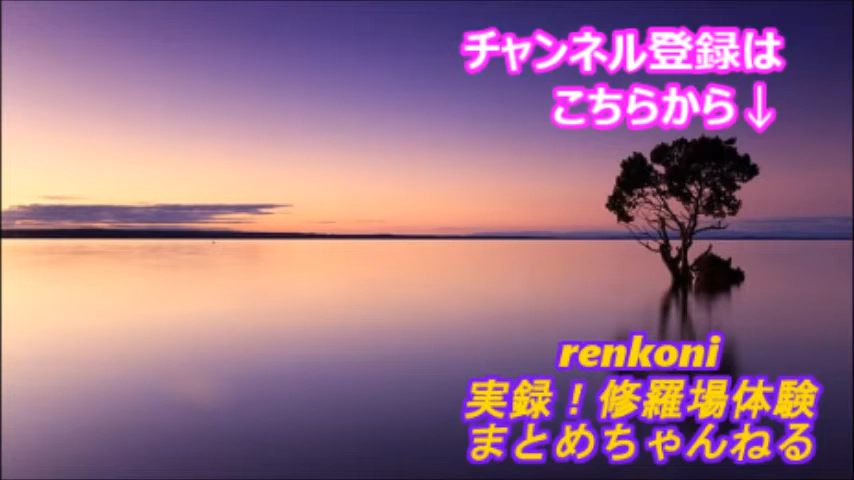 チャンネル登録は
こちらから↓
renkoni
実録！修羅場体験
まとめちゃんねる